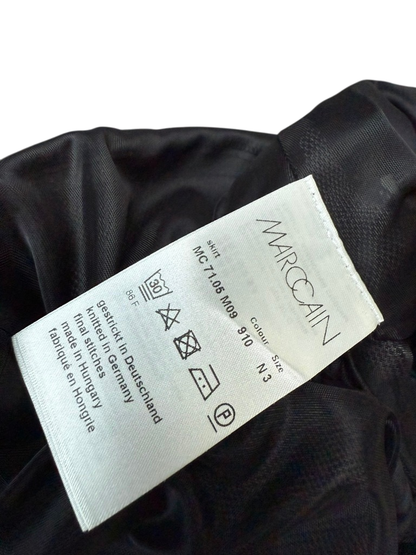 MARCCAIN
skirt
Colour Size
MC 71.05 M09 910 N 3
30
86 F
P
gestrickt in Deutschland
knitted in Germany
final stitches
made in Hungary
fabriqué en Hongrie